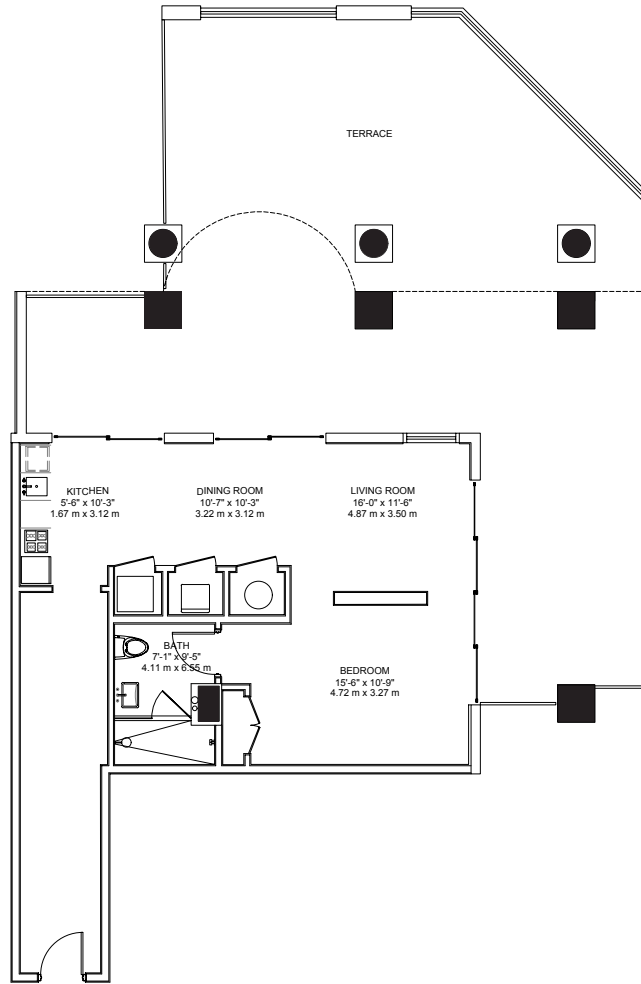 TERRACE
KITCHEN
5'-6" x 10'-3"
1.67 m x 3.12 m
DINING ROOM
10'-7" x 10'-3"
3.22 m x 3.12 m
LIVING ROOM
16'-0" x 11'-6"
4.87 m x 3.50 m
BATH
7'-1" x 9'-5"
4.11 m x 6.55 m
BEDROOM
15'-6" x 10'-9"
4.72 m x 3.27 m